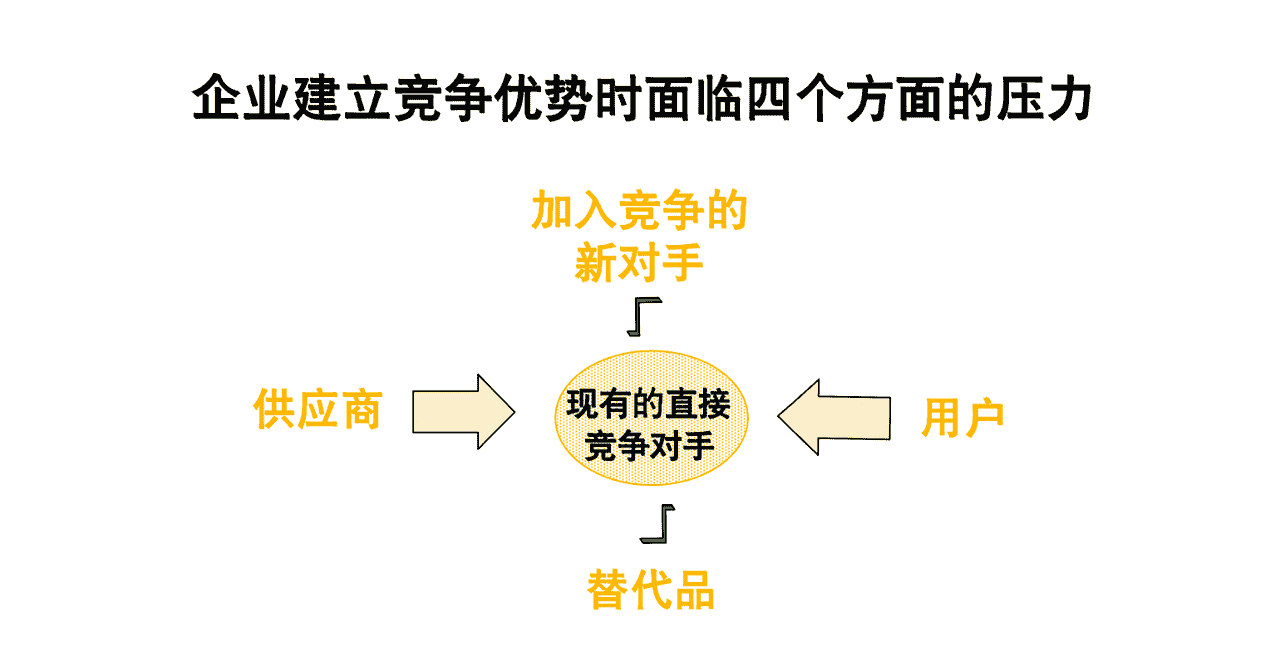 企业建立竞争优势时面临四个方面的压力
加入竞争的
新对手
供应商
现有的直接
竞争对手
用户
替代品